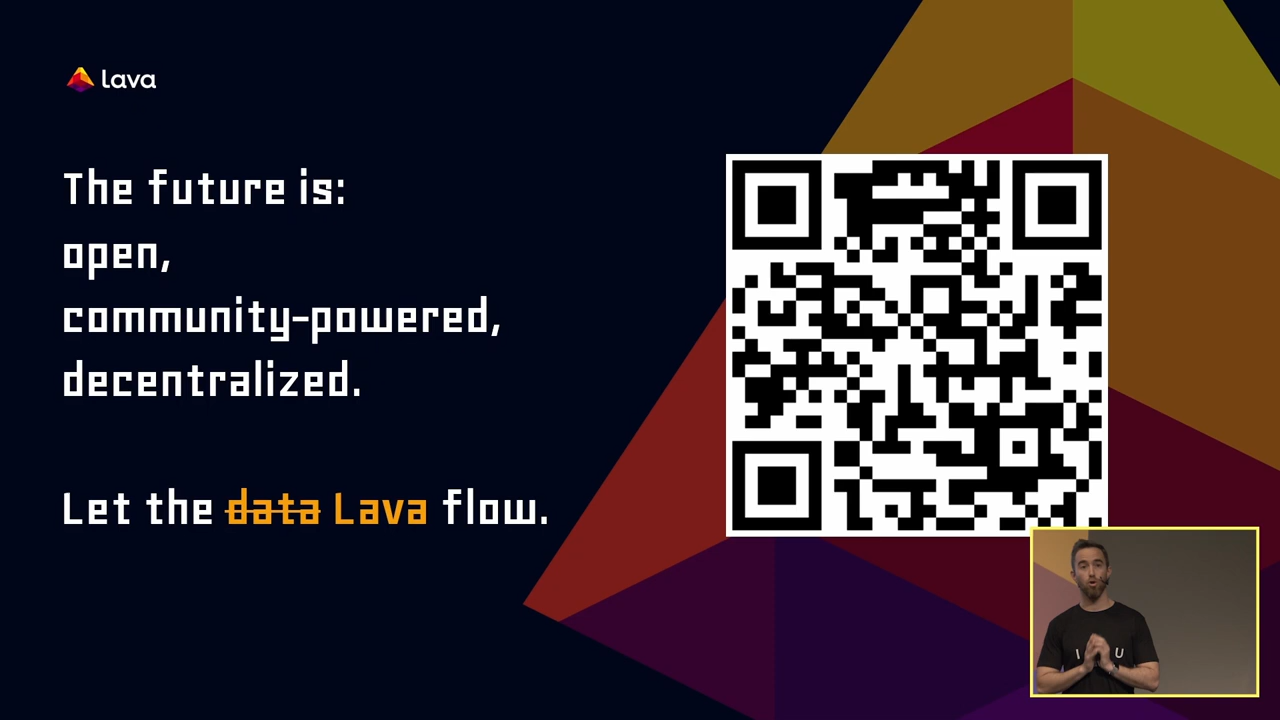 lava
The future is:
open,
community-powered,
decentralized.
Let the data Lava flow.
I U